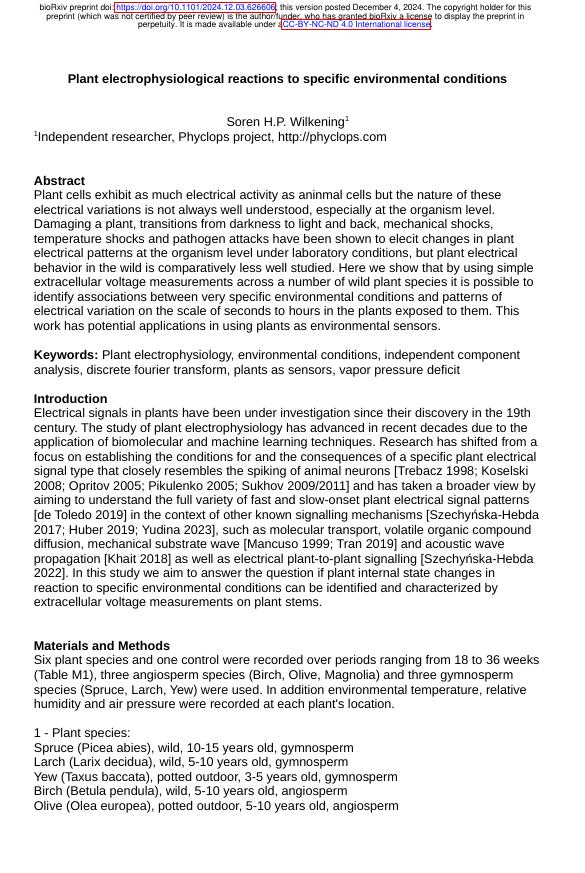 bioRxiv preprint doi: https://doi.org/10.1101/2024.12.03.626606; this version posted December 4, 2024. The copyright holder for this
preprint (which was not certified by peer review) is the author/funder, who has granted bioRxiv a license to display the preprint in
perpetuity. It is made available under aCC-BY-NC-ND 4.0 International license.
Plant electrophysiological reactions to specific environmental conditions
Soren H.P. Wilkening1
1Independent researcher, Phyclops project, http://phyclops.com
Abstract
Plant cells exhibit as much electrical activity as aninmal cells but the nature of these
electrical variations is not always well understood, especially at the organism level.
Damaging a plant, transitions from darkness to light and back, mechanical shocks,
temperature shocks and pathogen attacks have been shown to elecit changes in plant
electrical patterns at the organism level under laboratory conditions, but plant electrical
behavior in the wild is comparatively less well studied. Here we show that by using simple
extracellular voltage measurements across a number of wild plant species it is possible to
identify associations between very specific environmental conditions and patterns of
electrical variation on the scale of seconds to hours in the plants exposed to them. This
work has potential applications in using plants as environmental sensors.
Keywords: Plant electrophysiology, environmental conditions, independent component
analysis, discrete fourier transform, plants as sensors, vapor pressure deficit
Introduction
Electrical signals in plants have been under investigation since their discovery in the 19th
century. The study of plant electrophysiology has advanced in recent decades due to the
application of biomolecular and machine learning techniques. Research has shifted from a
focus on establishing the conditions for and the consequences of a specific plant electrical
signal type that closely resembles the spiking of animal neurons [Trebacz 1998; Koselski
2008; Opritov 2005; Pikulenko 2005; Sukhov 2009/2011] and has taken a broader view by
aiming to understand the full variety of fast and slow-onset plant electrical signal patterns
[de Toledo 2019] in the context of other known signalling mechanisms [Szechyńska-Hebda
2017; Huber 2019; Yudina 2023], such as molecular transport, volatile organic compound
diffusion, mechanical substrate wave [Mancuso 1999; Tran 2019] and acoustic wave
propagation [Khait 2018] as well as electrical plant-to-plant signalling [Szechyńska-Hebda
2022]. In this study we aim to answer the question if plant internal state changes in
reaction to specific environmental conditions can be identified and characterized by
extracellular voltage measurements on plant stems.
Materials and Methods
Six plant species and one control were recorded over periods ranging from 18 to 36 weeks
(Table M1), three angiosperm species (Birch, Olive, Magnolia) and three gymnosperm
species (Spruce, Larch, Yew) were used. In addition environmental temperature, relative
humidity and air pressure were recorded at each plant's location.
1 - Plant species:
Spruce (Picea abies), wild, 10-15 years old, gymnosperm
Larch (Larix decidua), wild, 5-10 years old, gymnosperm
Yew (Taxus baccata), potted outdoor, 3-5 years old, gymnosperm
Birch (Betula pendula), wild, 5-10 years old, angiosperm
Olive (Olea europea), potted outdoor, 5-10 years old, angiosperm